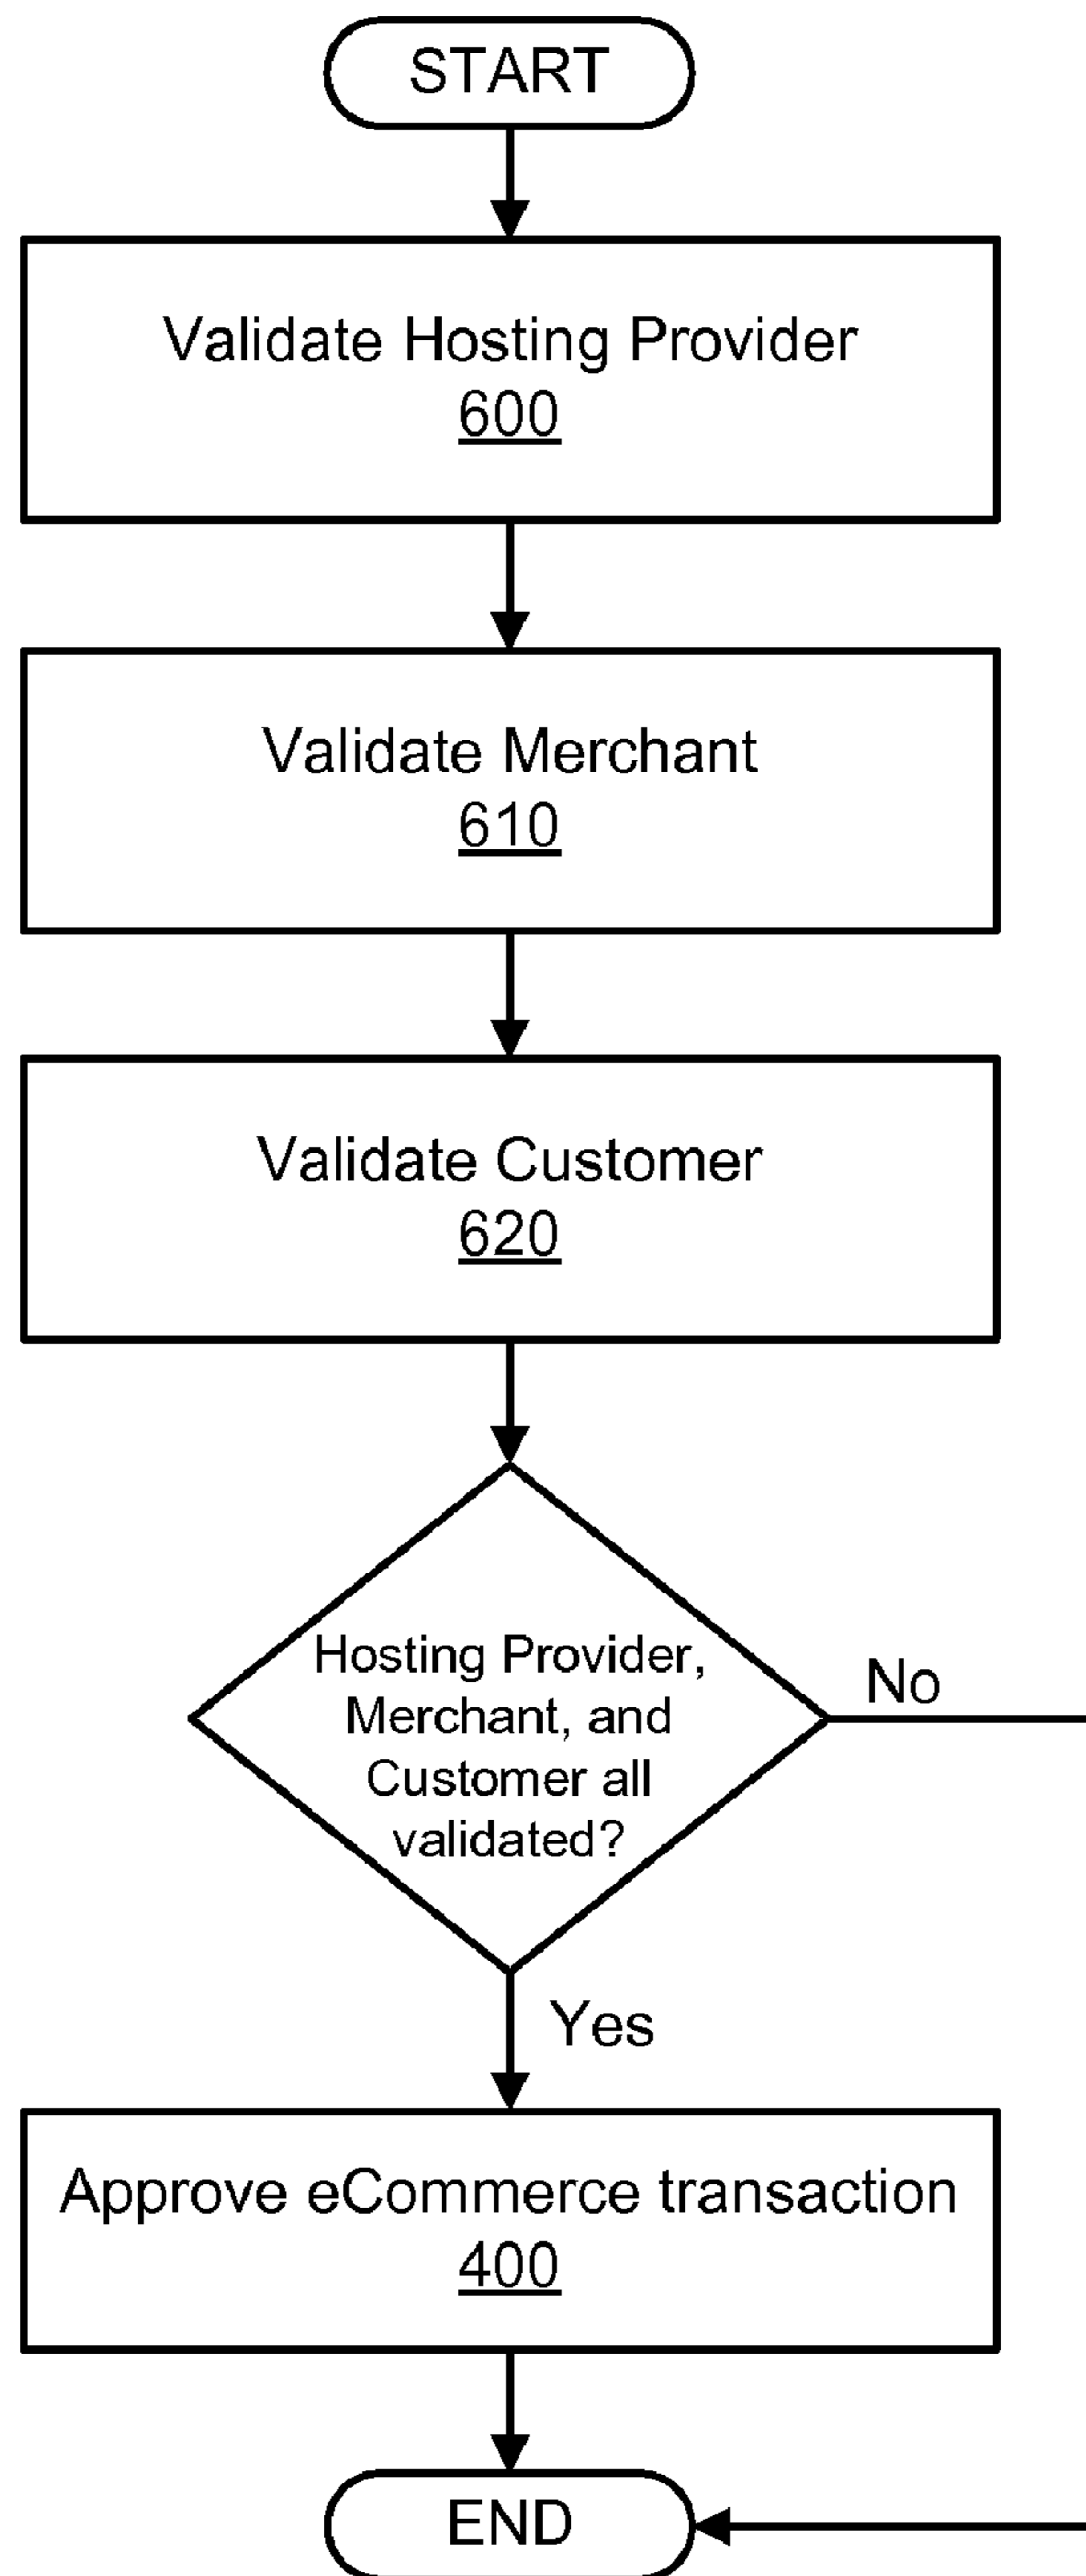 START
Validate Hosting Provider
600
Validate Merchant
610
Validate Customer
620
Hosting Provider,
Merchant, and
Customer all
validated?
No
Yes
Approve eCommerce transaction
400
END